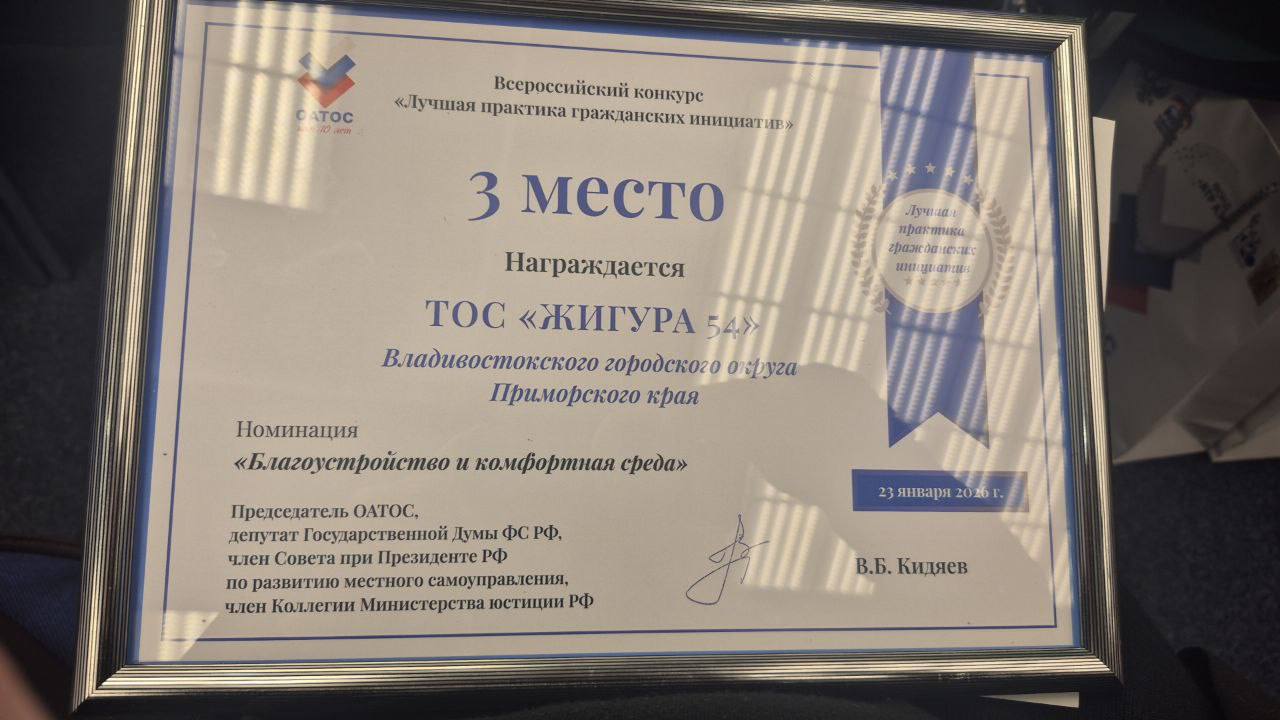 ОАТОС
Всероссийский конкурс
«Лучшая практика гражданских инициатив»
3 место
Награждается
ТОС «ЖИГУРА 54»
Владивостокского городского округа
Приморского края
Лучшая
практика
гражданских
инициатив
Номинация
«Благоустройство и комфортная среда»
23 января 2026 г.
Председатель ОАТОС,
депутат Государственной Думы ФС РФ,
член Совета при Президенте РФ
по развитию местного самоуправления,
член Коллегии Министерства юстиции РФ
В.Б. Кидяев